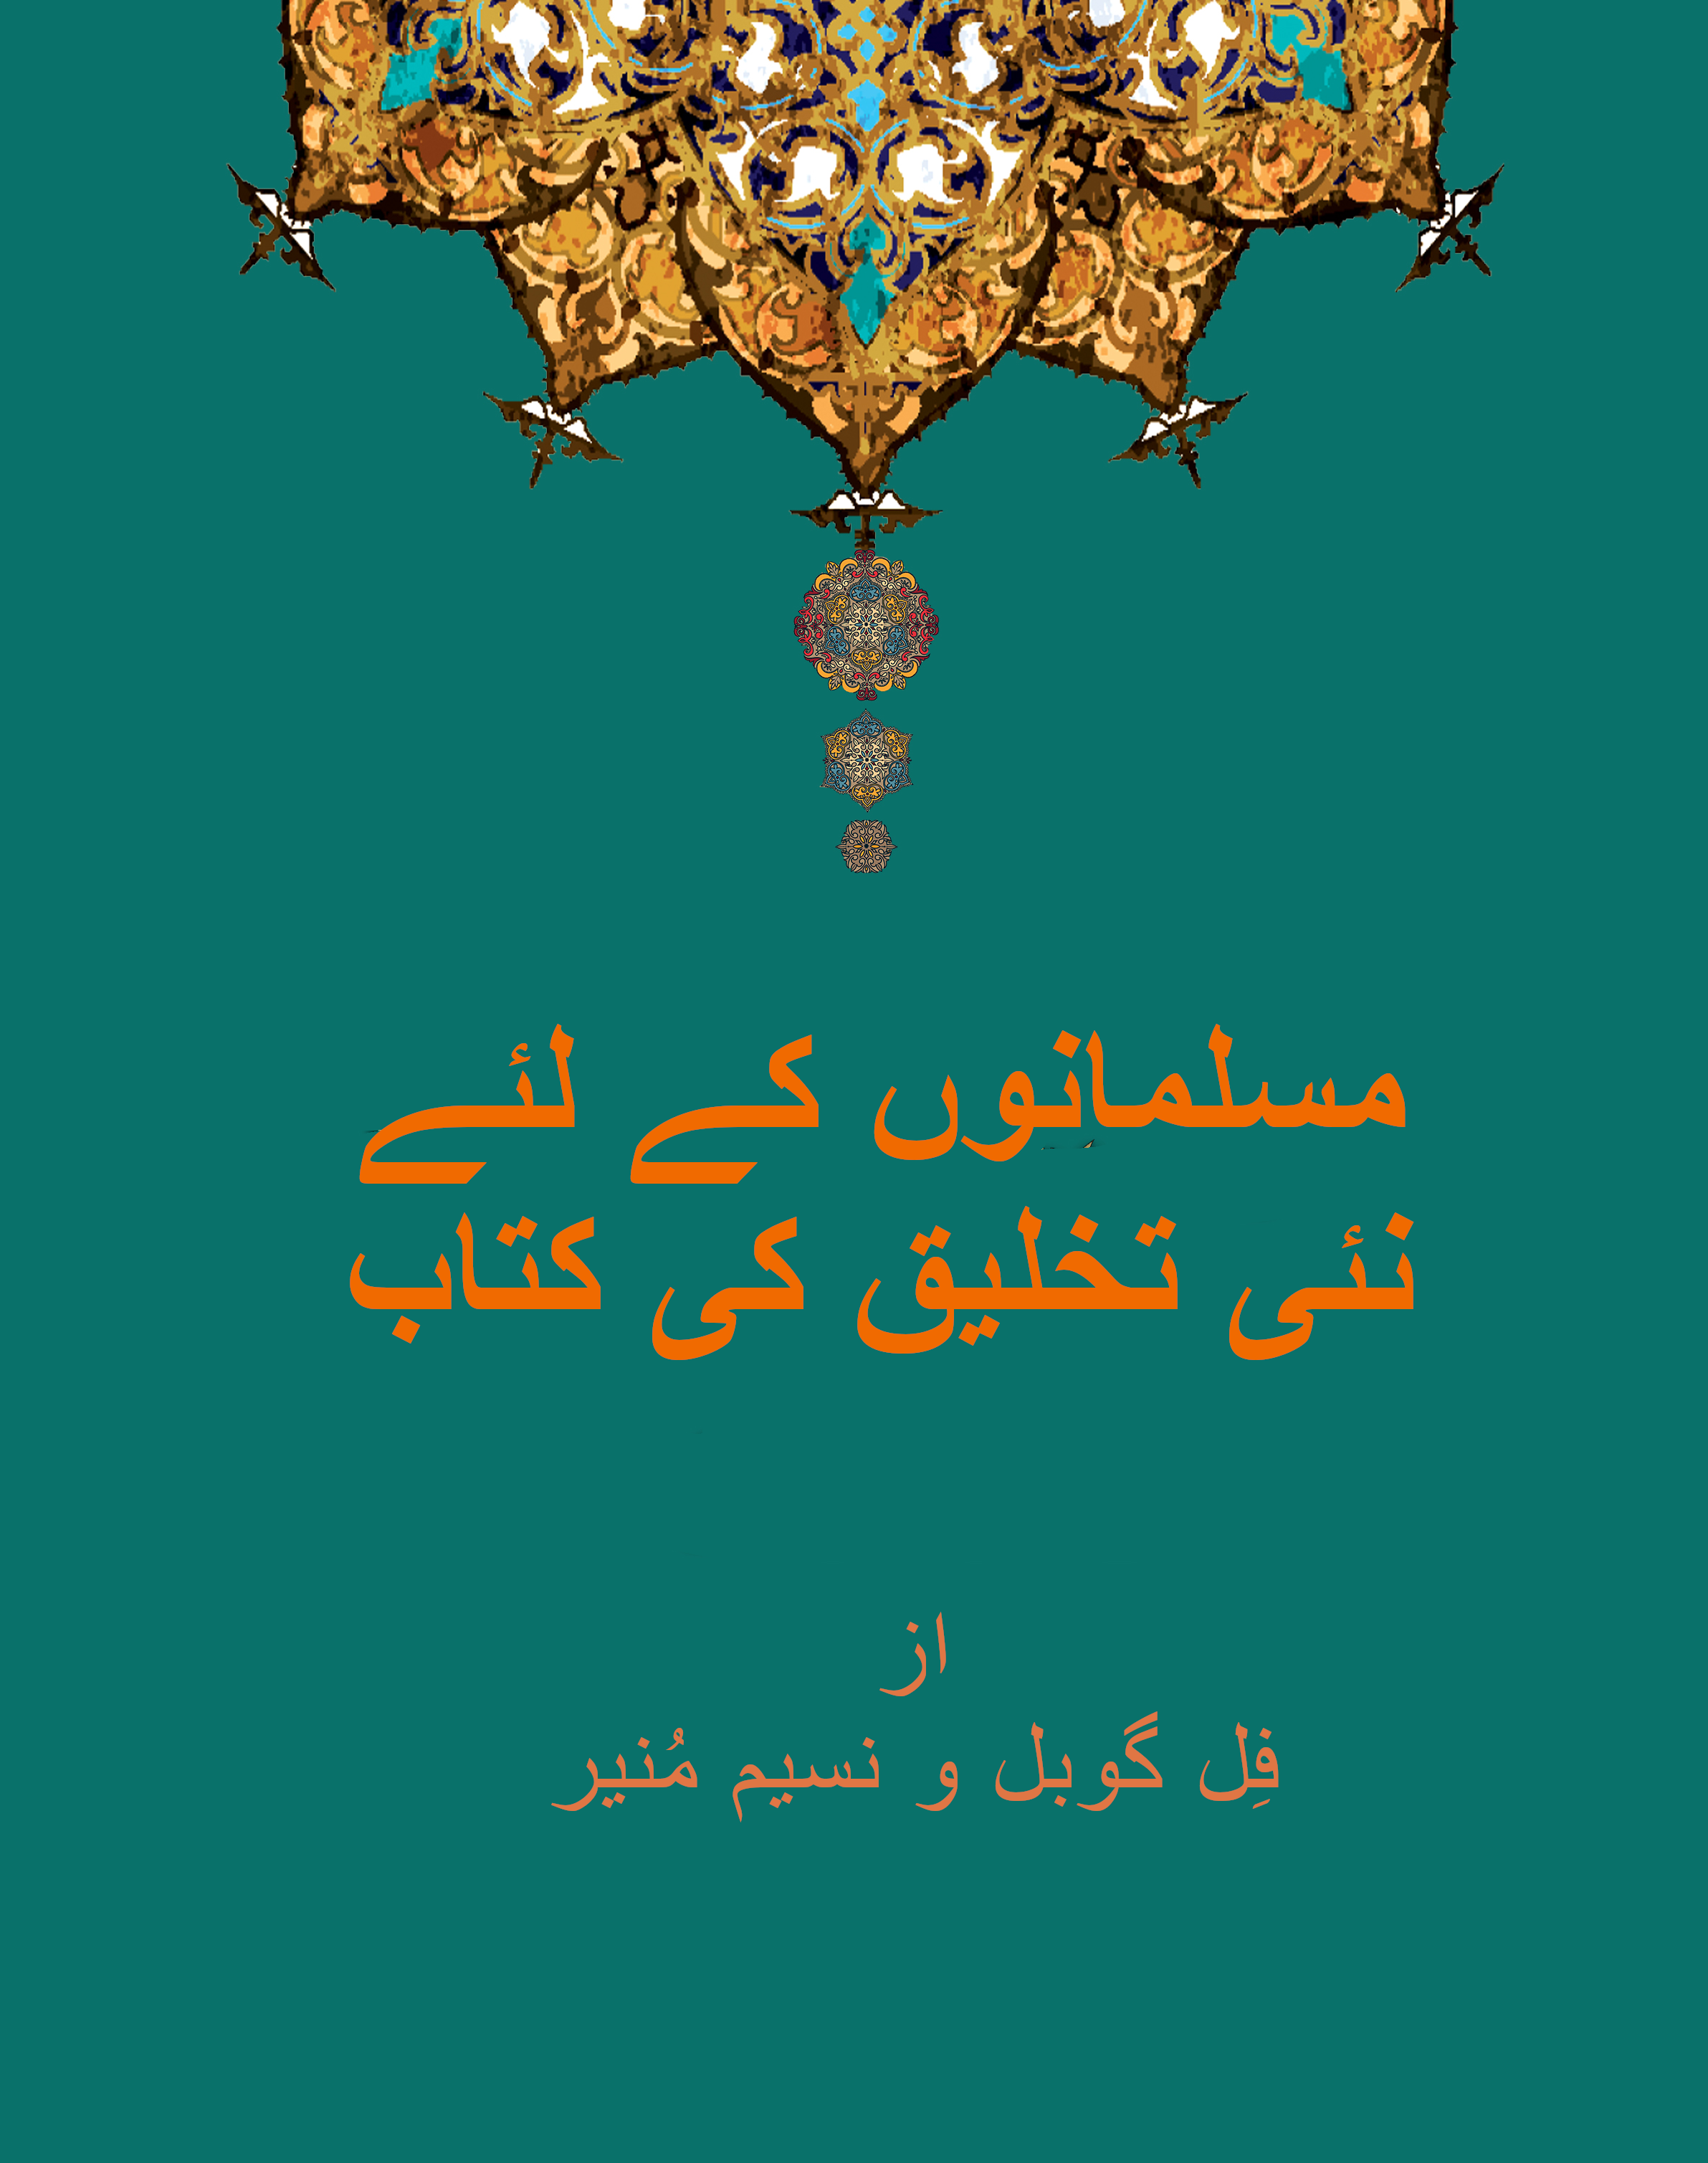 مسلمانوں کے لئے
نئی تخلیق کی کتاب
از
فِل گوبل و نسیم مُنیر